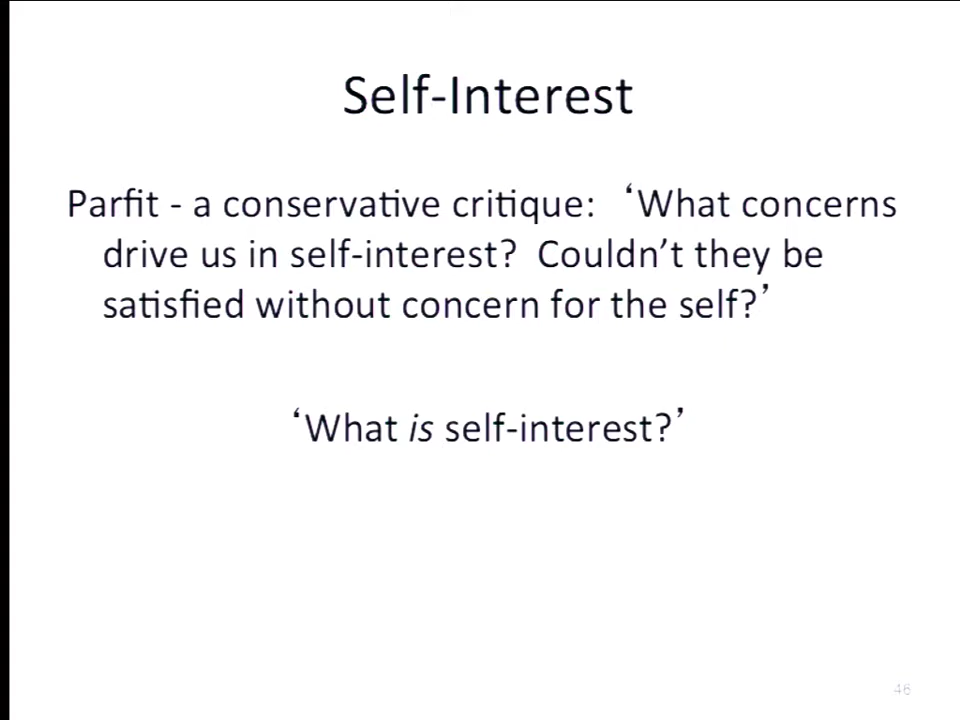 Self-Interest
Parfit - a conservative critique: ‘What concerns
drive us in self-interest? Couldn’t they be
satisfied without concern for the self?’
‘What is self-interest?’
46